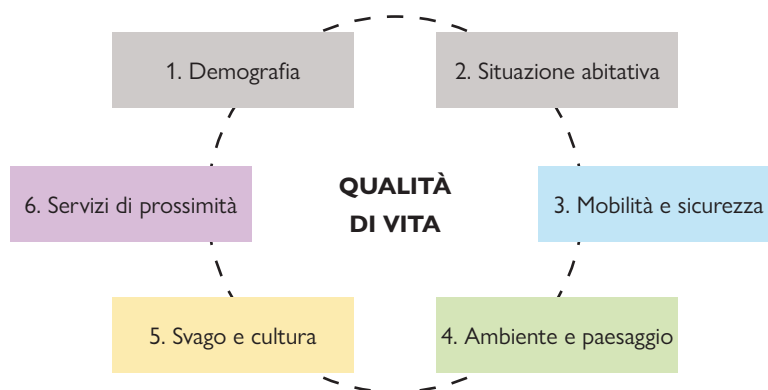 1. Demografia
2. Situazione abitativa
6. Servizi di prossimità
QUALITÀ
DI VITA
3. Mobilità e sicurezza
5. Svago e cultura
4. Ambiente e paesaggio